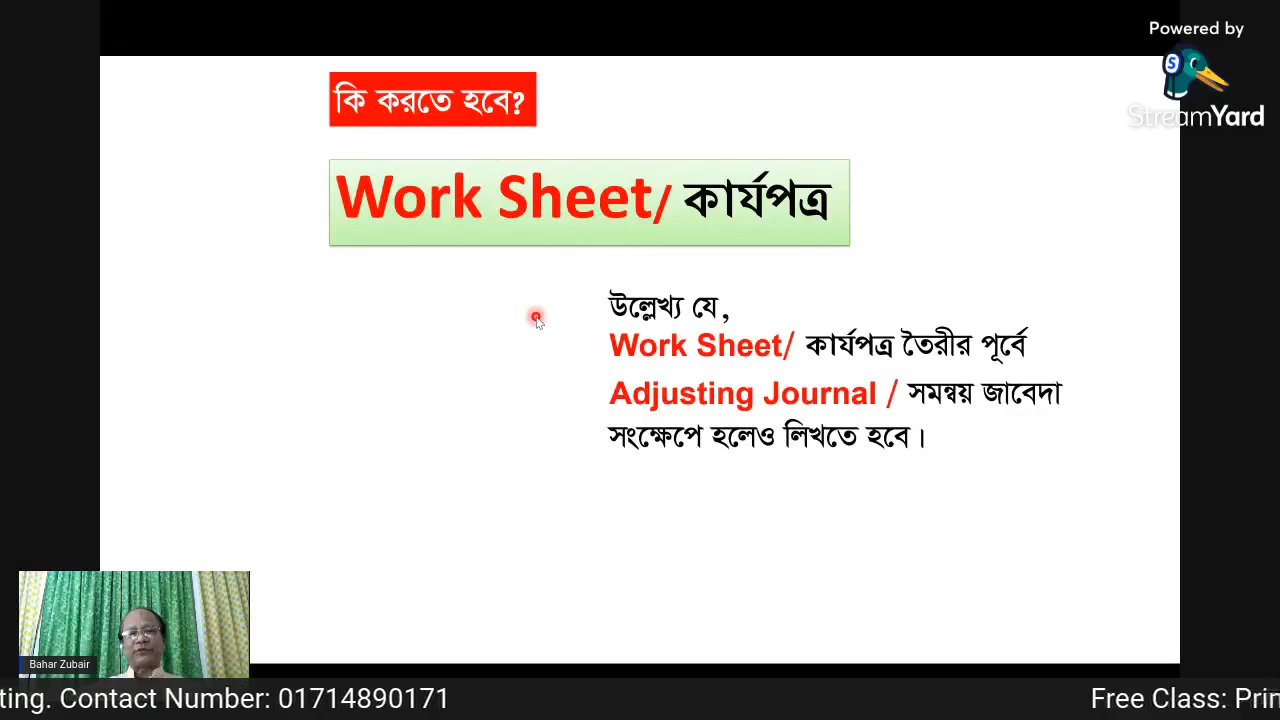 Powered by
StreamYard
কি করতে হবে?
Work Sheet/ কার্যপত্র
উল্লেখ্য যে,
Work Sheet/ কার্যপত্র তৈরীর পূর্বে
Adjusting Journal / সমন্বয় জাবেদা
সংক্ষেপে হলেও লিখতে হবে।
Bahar Zubair
ting. Contact Number: 01714890171
Free Class: Prin